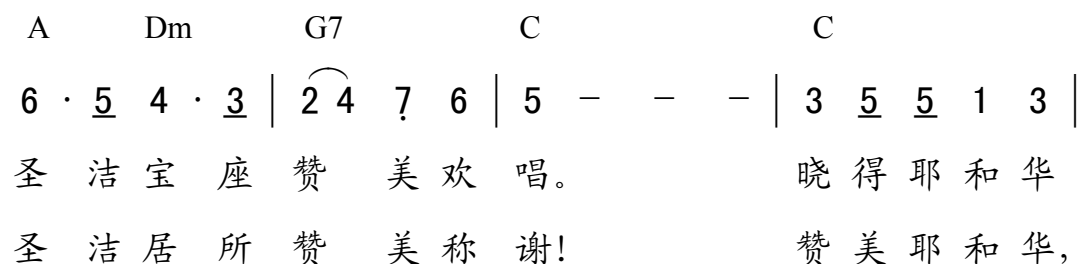 A Dm G7 C C
6 · 5 4 · 3 | 2 4 7 6 | 5 – – – | 3 5 5 1 3 |
圣 洁 宝 座 赞 美 欢 唱。 晓 得 耶 和 华
圣 洁 居 所 赞 美 称 谢! 赞 美 耶 和 华,